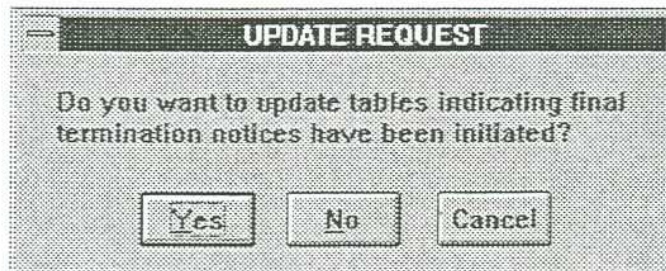 UPDATE REQUEST
Do you want to update tables indicating final
termination notices have been initiated?
Yes No Cancel